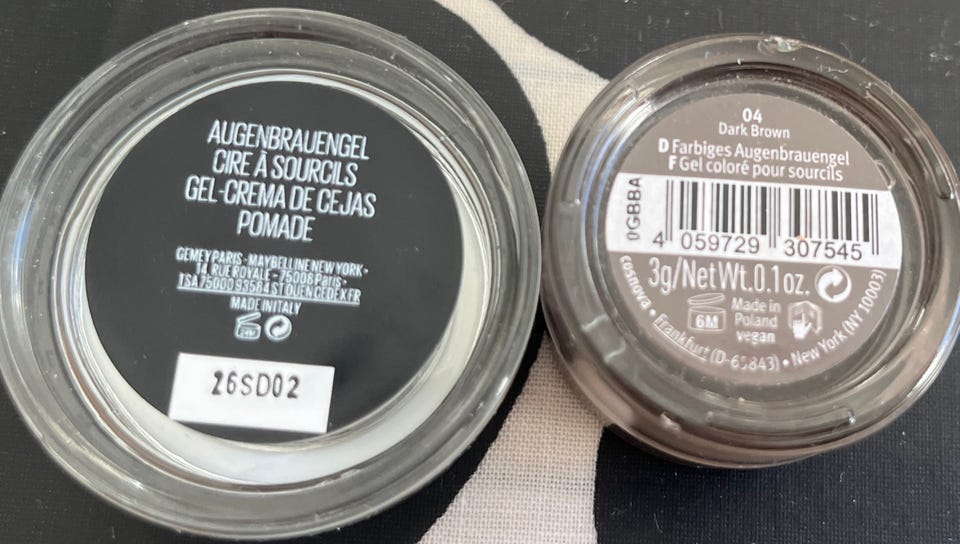 AUGENBRAUENGEL
CIRE À SOURCILS
GEL-CREMA DE CEJAS
POMADE
GEMEY PARIS - MAYBELLINE NEW YORK -
14, RUE ROYALE - 75008 Paris -
TSA 75000 93584 ST OUEN CEDEX FR
MADE IN ITALY
24M
26SD02
04
Dark Brown
D Farbiges Augenbrauengel
F Gel coloré pour sourcils
0GBBA
4 059729 307545
3g/Net Wt. 0.1oz.
6M
Made in
Poland
vegan
cosnova • Frankfurt (D-65843) • New York (NY 10003)